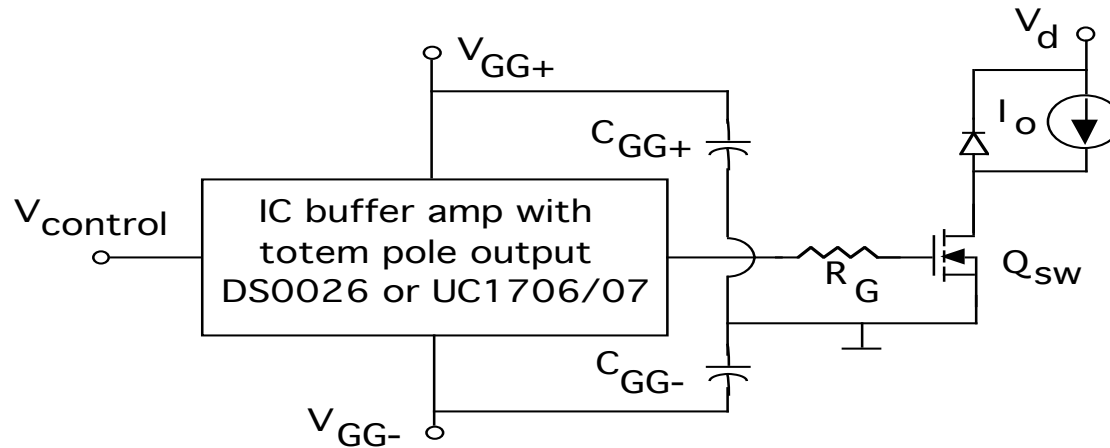 V_GG+
V_d
I_o
C_GG+
V_control
IC buffer amp with
totem pole output
DS0026 or UC1706/07
R_G
Q_sw
C_GG-
V_GG-